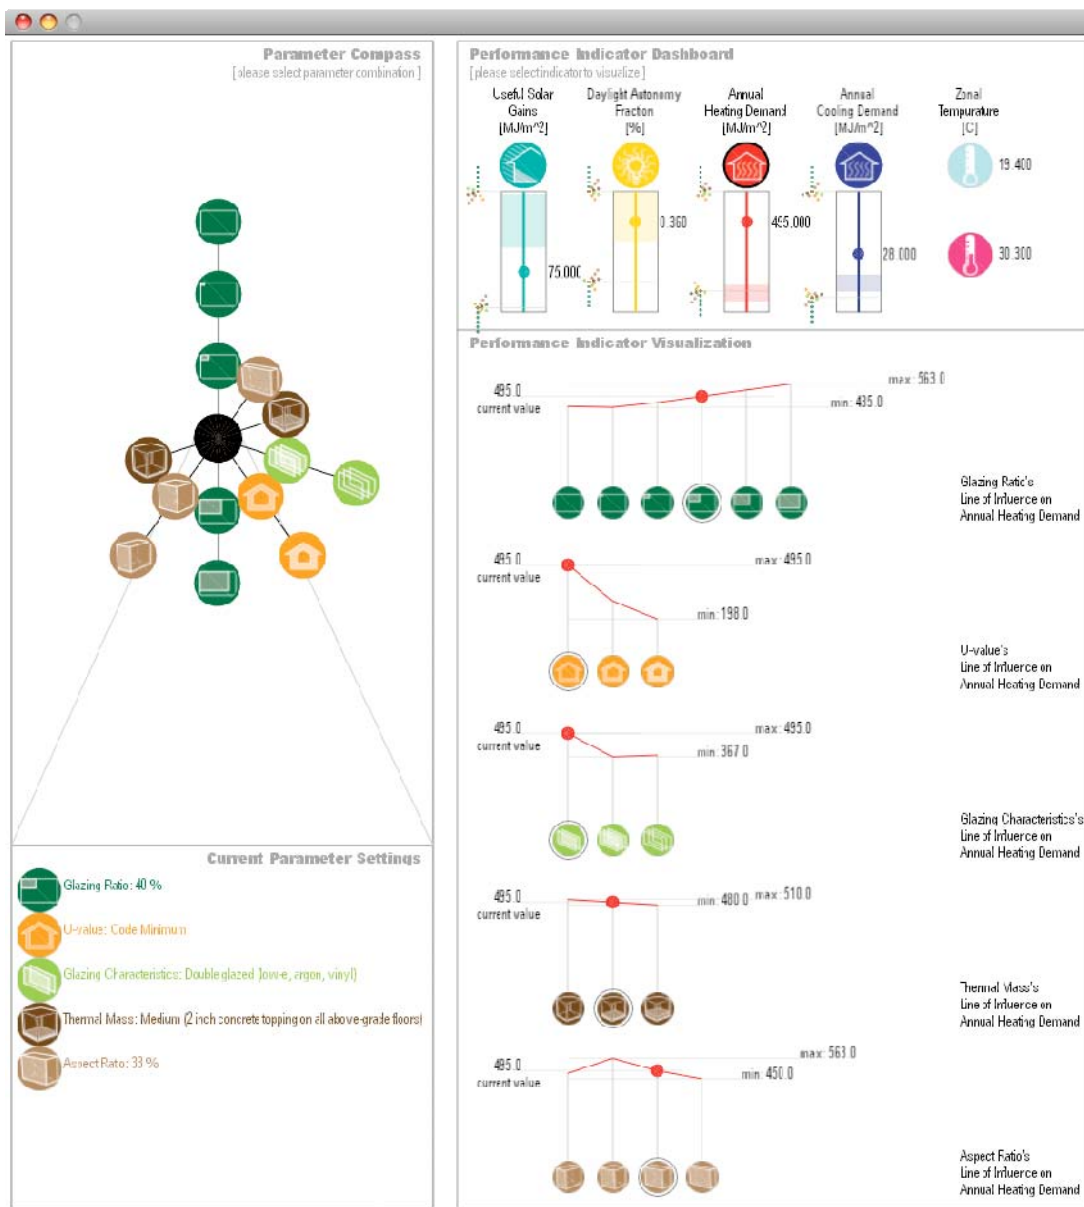 Parameter Compass
[please select parameter combination ]
Performance Indicator Dashboard
[please selectindicator to visualize]
Useful Solar
Gains
[MJ/m^2]
Daylight Autonomy
Fracton
[%]
Annual
Heating Demand
[MJ/m^2]
Annual
Cooling Demand
[MJ/m^2]
Zonal
Tempurature
[C]
19.400
0.360
495.000
28.000
30.300
75.000
Performance Indicator Visualization
495.0
current value
max: 563.0
min: 435.0
Glazing Ratio's
Line of Influence on
Annual Heating Demand
495.0
current value
max: 495.0
min: 198.0
U-value's
Line of Influence on
Annual Heating Demand
495.0
current value
max: 495.0
min: 367.0
Glazing Characteristics's
Line of Influence on
Annual Heating Demand
495.0
current value
min: 480.0
max: 510.0
Thermal Mass's
Line of Influence on
Annual Heating Demand
495.0
current value
max: 563.0
min: 450.0
Aspect Ratio's
Line of Influence on
Annual Heating Demand
Current Parameter Settings
Glazing Ratio: 40 %
U-value: Code Minimum
Glazing Characteristics: Double glazed (low-e, argon, vinyl)
Thermal Mass: Medium (2 inch concrete topping on all above-grade floors)
Aspect Ratio: 33 %